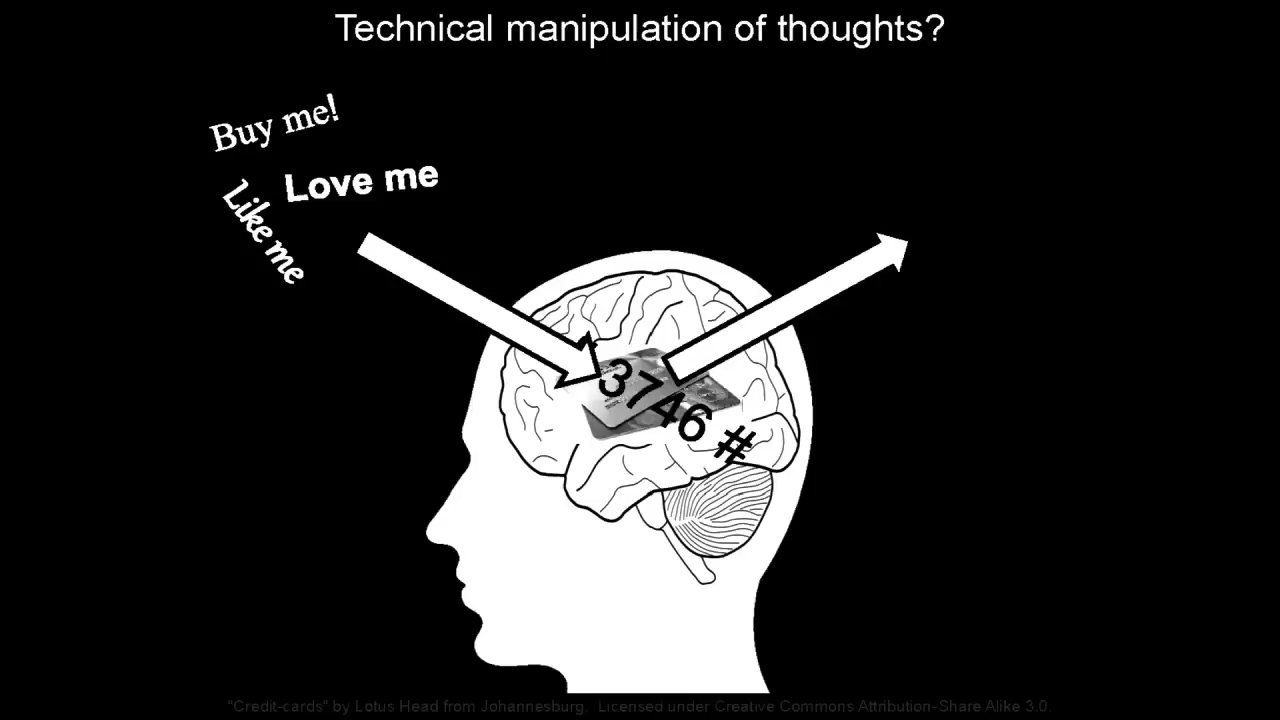 Technical manipulation of thoughts?
Buy me!
Love me
Like me
3746 #
"Credit-cards" by Lotus Head from Johannesburg. Licensed under Creative Commons Attribution-Share Alike 3.0.